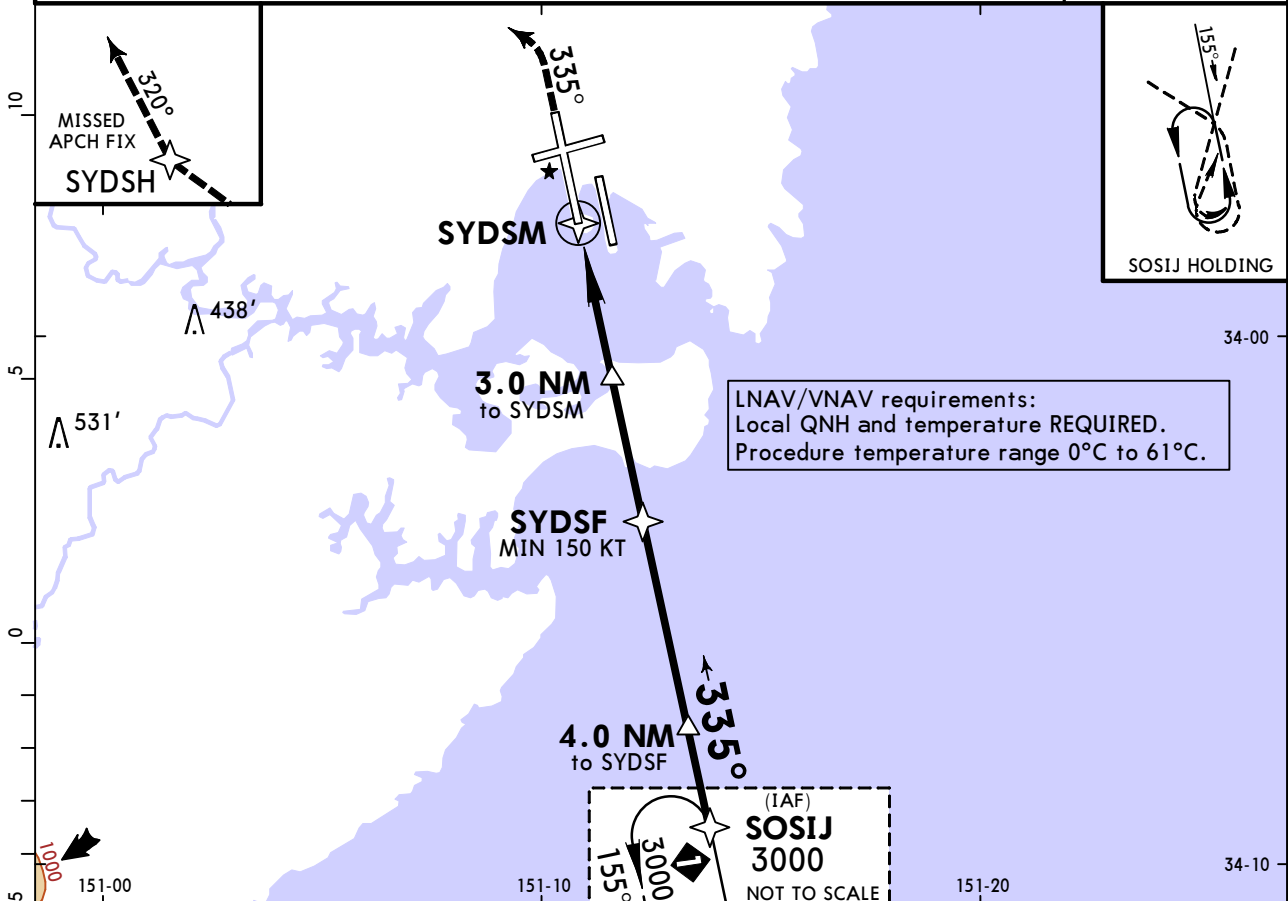 10
5
0
5
320°
MISSED
APCH FIX
SYDSH
335°
155°
SOSIJ HOLDING
SYDSM
438'
531'
34-00
3.0 NM
to SYDSM
LNAV/VNAV requirements:
Local QNH and temperature REQUIRED.
Procedure temperature range 0°C to 61°C.
SYDSF
MIN 150 KT
335°
4.0 NM
to SYDSF
(IAF)
SOSIJ
3000
NOT TO SCALE
1
3000
155°
1000
34-10
151-00
151-10
151-20